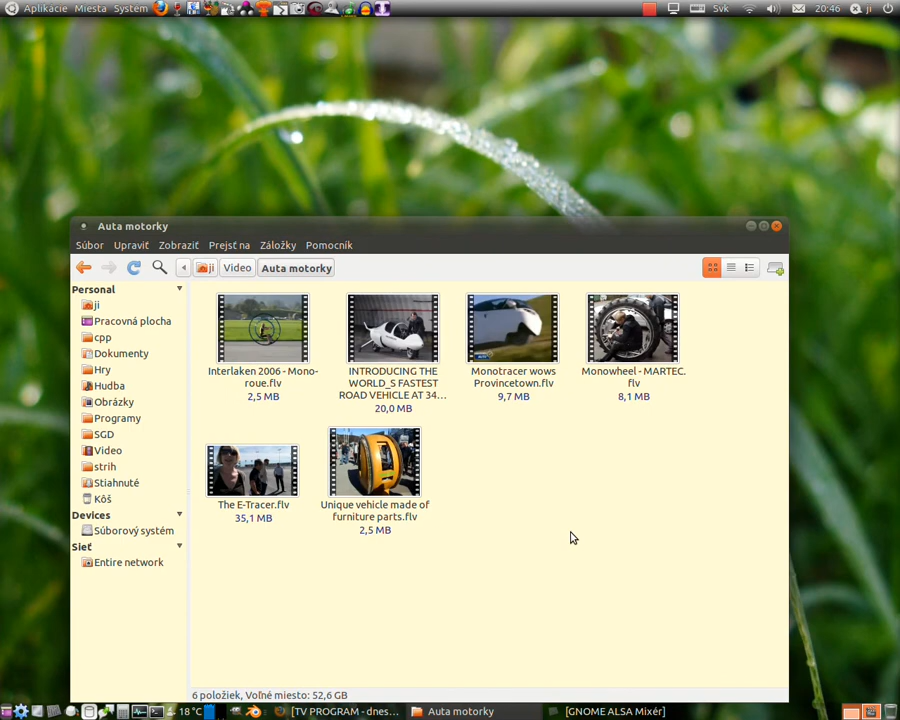 Aplikácie Miesta Systém
Svk 20:46 ji
Auta motorky
Súbor Upraviť Zobraziť Prejsť na Záložky Pomocník
ji Video Auta motorky
Personal
ji
Pracovná plocha
cpp
Dokumenty
Hry
Hudba
Obrázky
Programy
SGD
Video
strih
Stiahnuté
Kôš
Devices
Súborový systém
Sieť
Entire network
Interlaken 2006 - Mono-
roue.flv
2,5 MB
INTRODUCING THE
WORLD_S FASTEST
ROAD VEHICLE AT 34...
20,0 MB
Monotracer wows
Provincetown.flv
9,7 MB
Monowheel - MARTEC.
flv
8,1 MB
The E-Tracer.flv
35,1 MB
Unique vehicle made of
furniture parts.flv
2,5 MB
6 položiek, Voľné miesto: 52,6 GB
18 °C [TV PROGRAM - dnes... Auta motorky [GNOME ALSA Mixér]